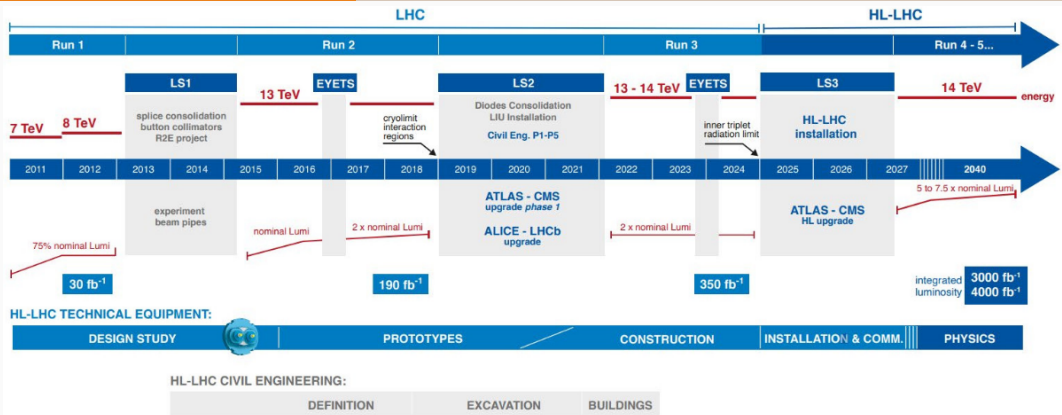 LHC HL-LHC
Run 1 Run 2 Run 3 Run 4 - 5...
LS1 EYETS LS2 EYETS LS3
7 TeV 8 TeV 13 TeV 13 - 14 TeV 14 TeV energy
splice consolidation
button collimators
R2E project
cryolimit
interaction
regions
Diodes Consolidation
LIU Installation
Civil Eng. P1-P5
inner triplet
radiation limit
HL-LHC
installation
2011 2012 2013 2014 2015 2016 2017 2018 2019 2020 2021 2022 2023 2024 2025 2026 2027 2040
75% nominal Lumi
experiment
beam pipes
nominal Lumi
2 x nominal Lumi
ATLAS - CMS
upgrade phase 1
ALICE - LHCb
upgrade
2 x nominal Lumi
ATLAS - CMS
HL upgrade
5 to 7.5 x nominal Lumi
30 fb⁻¹ 190 fb⁻¹ 350 fb⁻¹
integrated
luminosity
3000 fb⁻¹
4000 fb⁻¹
HL-LHC TECHNICAL EQUIPMENT:
DESIGN STUDY PROTOTYPES CONSTRUCTION INSTALLATION & COMM. PHYSICS
HL-LHC CIVIL ENGINEERING:
DEFINITION EXCAVATION BUILDINGS